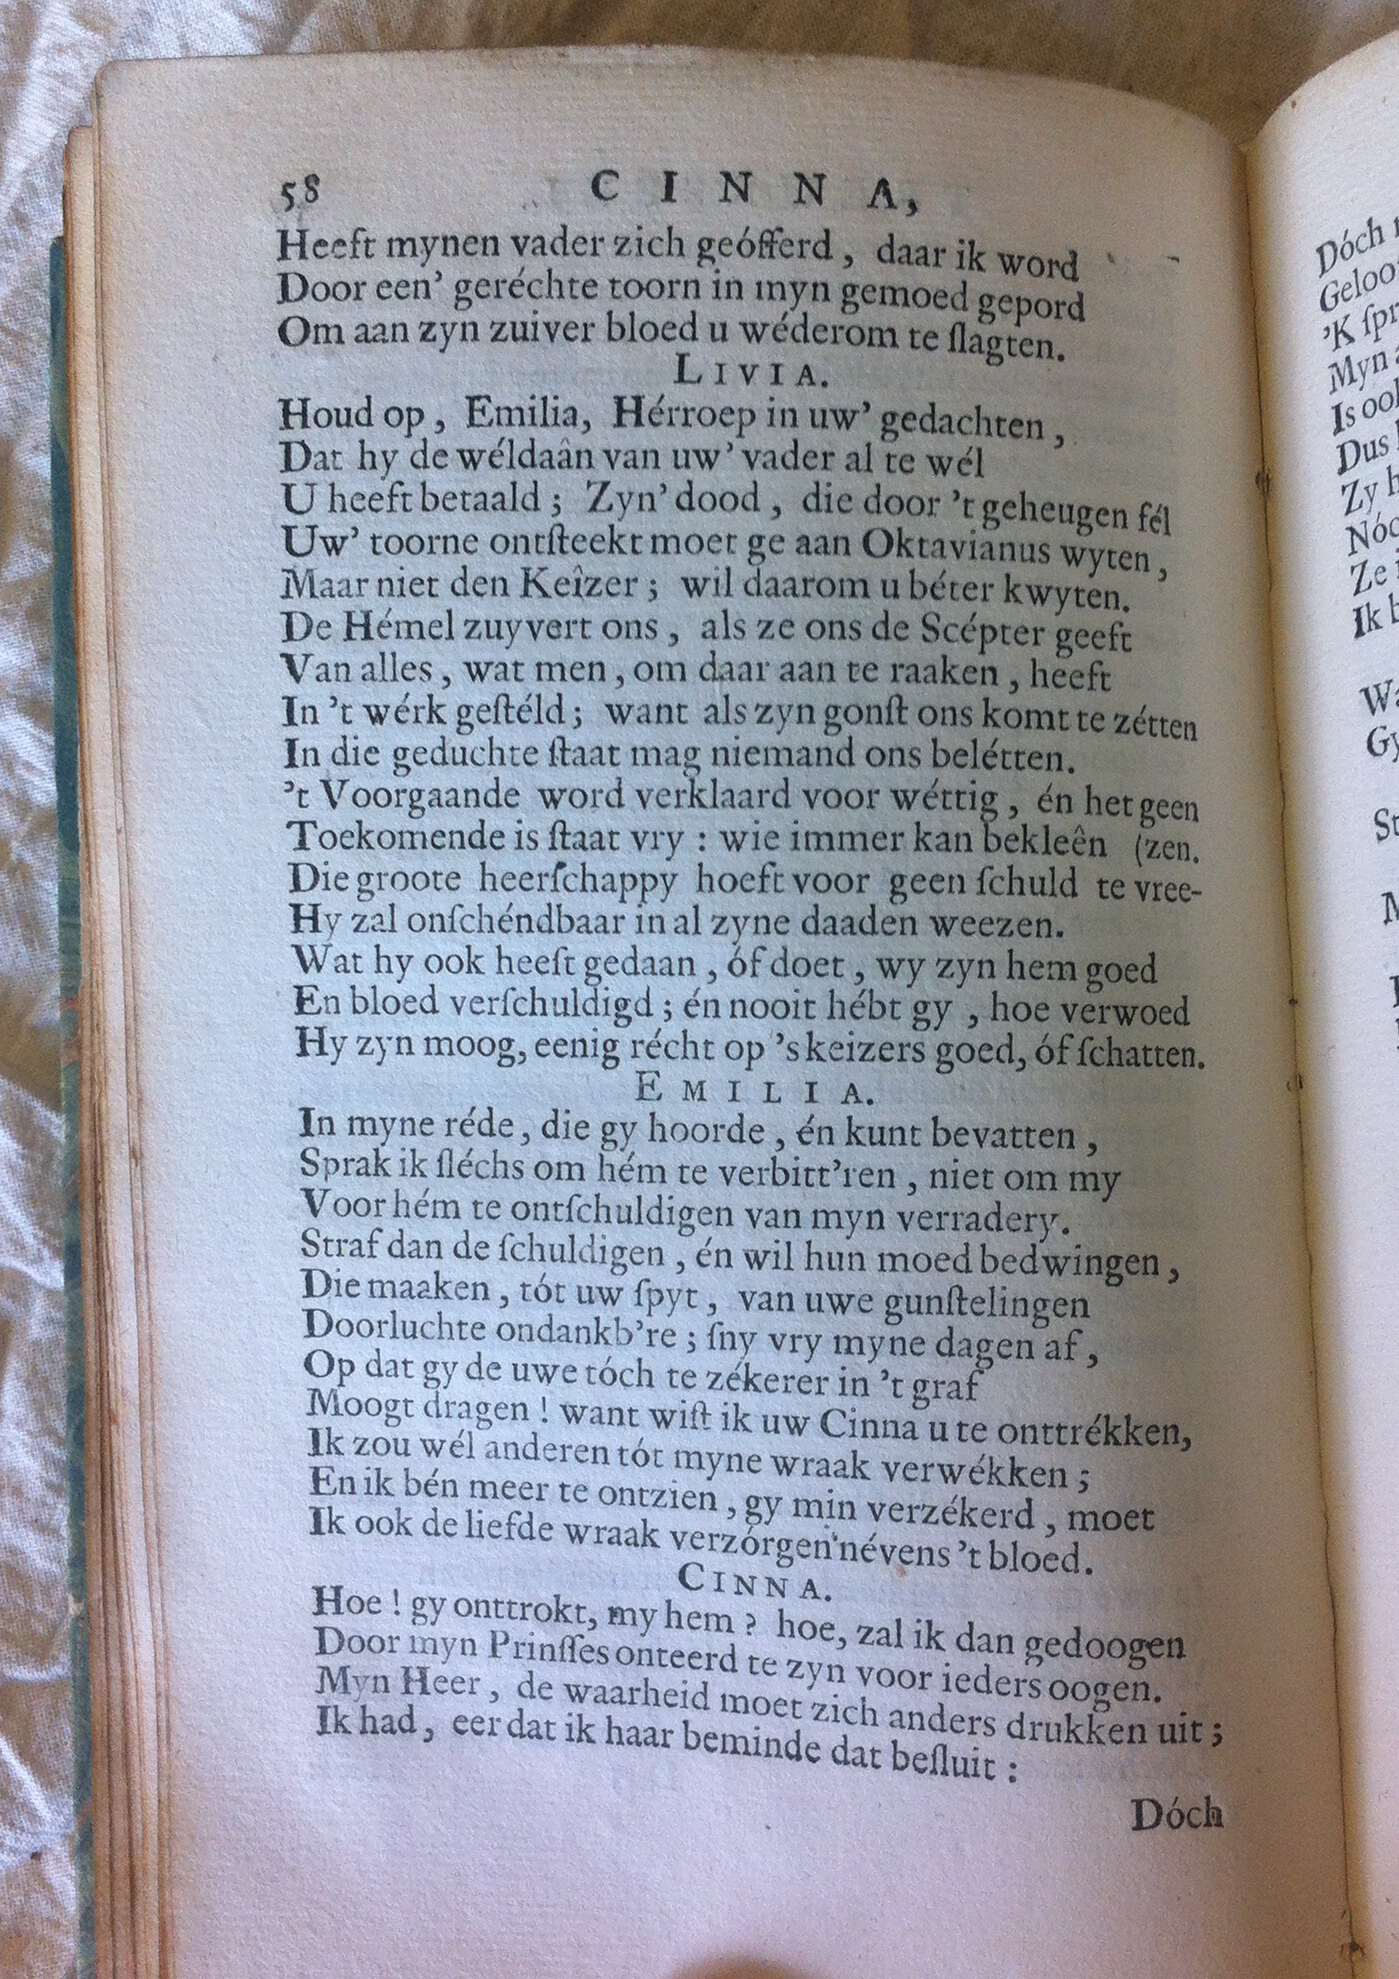 58 CINNA,
Heeft mynen vader zich geófferd, daar ik word
Door een' geréchte toorn in myn gemoed gepord
Om aan zyn zuiver bloed u wéderom te ſlagten.
LIVIA.
Houd op, Emilia, Hérroep in uw' gedachten,
Dat hy de wéldaân van uw' vader al te wél
U heeft betaald; Zyn' dood, die door 't geheugen fél
Uw' toorne ontſteekt moet ge aan Oktavianus wyten,
Maar niet den Keîzer; wil daarom u béter kwyten.
De Hémel zuyvert ons, als ze ons de Scépter geeft
Van alles, wat men, om daar aan te raaken, heeft
In 't wérk geſtéld; want als zyn gonſt ons komt te zétten
In die geduchte ſtaat mag niemand ons belétten.
't Voorgaande word verklaard voor wéttig, én het geen
Toekomende is ſtaat vry: wie immer kan bekleên (zen.
Die groote heerſchappy hoeft voor geen ſchuld te vree-
Hy zal onſchéndbaar in al zyne daaden weezen.
Wat hy ook heeft gedaan, óf doet, wy zyn hem goed
En bloed verſchuldigd; én nooit hébt gy, hoe verwoed
Hy zyn moog, eenig récht op 's keizers goed, óf ſchatten.
EMILIA.
In myne réde, die gy hoorde, én kunt bevatten,
Sprak ik ſléchs om hém te verbitt'ren, niet om my
Voor hém te ontſchuldigen van myn verradery.
Straf dan de ſchuldigen, én wil hun moed bedwingen,
Die maaken, tót uw ſpyt, van uwe gunſtelingen
Doorluchte ondankb're; ſny vry myne dagen af,
Op dat gy de uwe tóch te zékerer in 't graf
Moogt dragen! want wiſt ik uw Cinna u te onttrékken,
Ik zou wél anderen tót myne wraak verwékken;
En ik bén meer te ontzien, gy min verzékerd, moet
Ik ook de liefde wraak verzórgen névens 't bloed.
CINNA.
Hoe! gy onttrokt, my hem? hoe, zal ik dan gedoogen
Door myn Prinſſes onteerd te zyn voor ieders oogen.
Myn Heer, de waarheid moet zich anders drukken uit;
Ik had, eer dat ik haar beminde dat beſluit:
Dóch
Dóch
Geloo
'K ſpr
Myn
Is ook
Dus
Zy
Ze
Ik